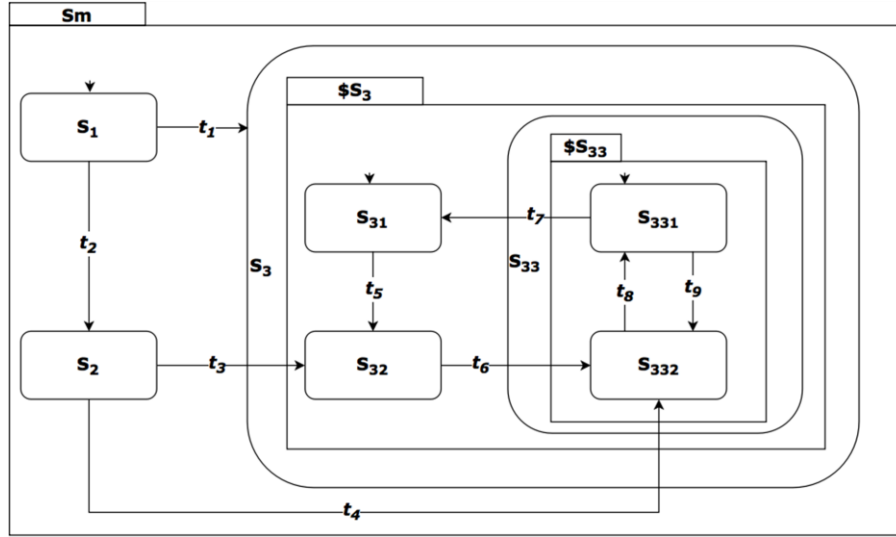 Sm
$S₃
$S₃₃
S₁
t₁
S₃₁
t₇
S₃₃₁
t₂
S₃
S₃₃
t₅
t₈
t₉
S₂
t₃
S₃₂
t₆
S₃₃₂
t₄